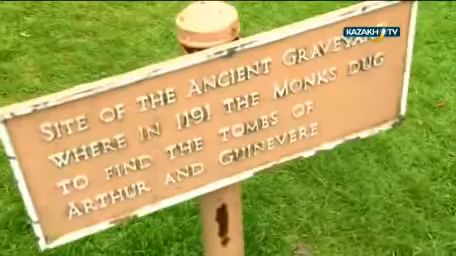 KAZAKH TV
SITE OF THE ANCIENT GRAVEYARD
WHERE IN 1191 THE MONKS DUG
TO FIND THE TOMBS OF
ARTHUR AND GUINEVERE